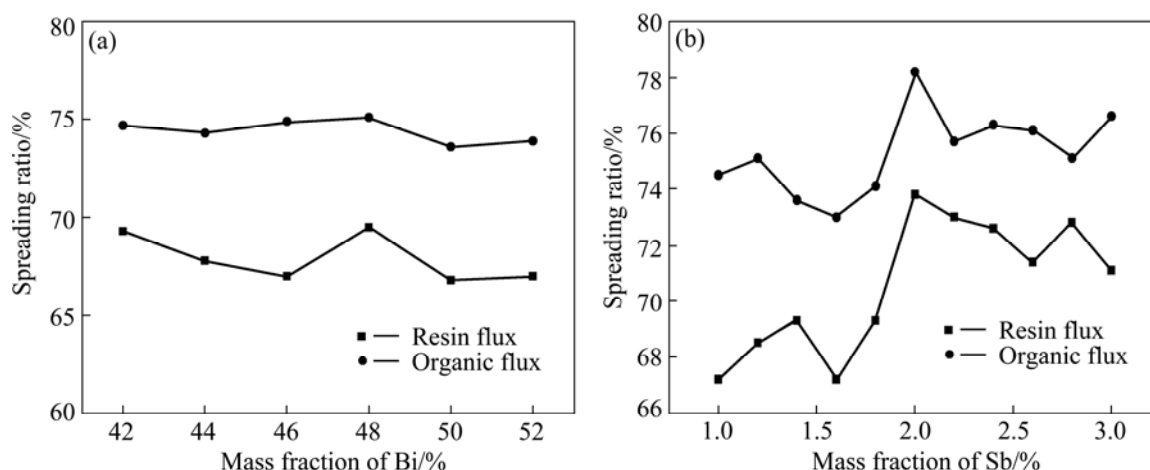 (a)
80
75
70
65
60
Spreading ratio/%
Resin flux
Organic flux
42 44 46 48 50 52
Mass fraction of Bi/%
(b)
80
78
76
74
72
70
68
66
Spreading ratio/%
Resin flux
Organic flux
1.0 1.5 2.0 2.5 3.0
Mass fraction of Sb/%